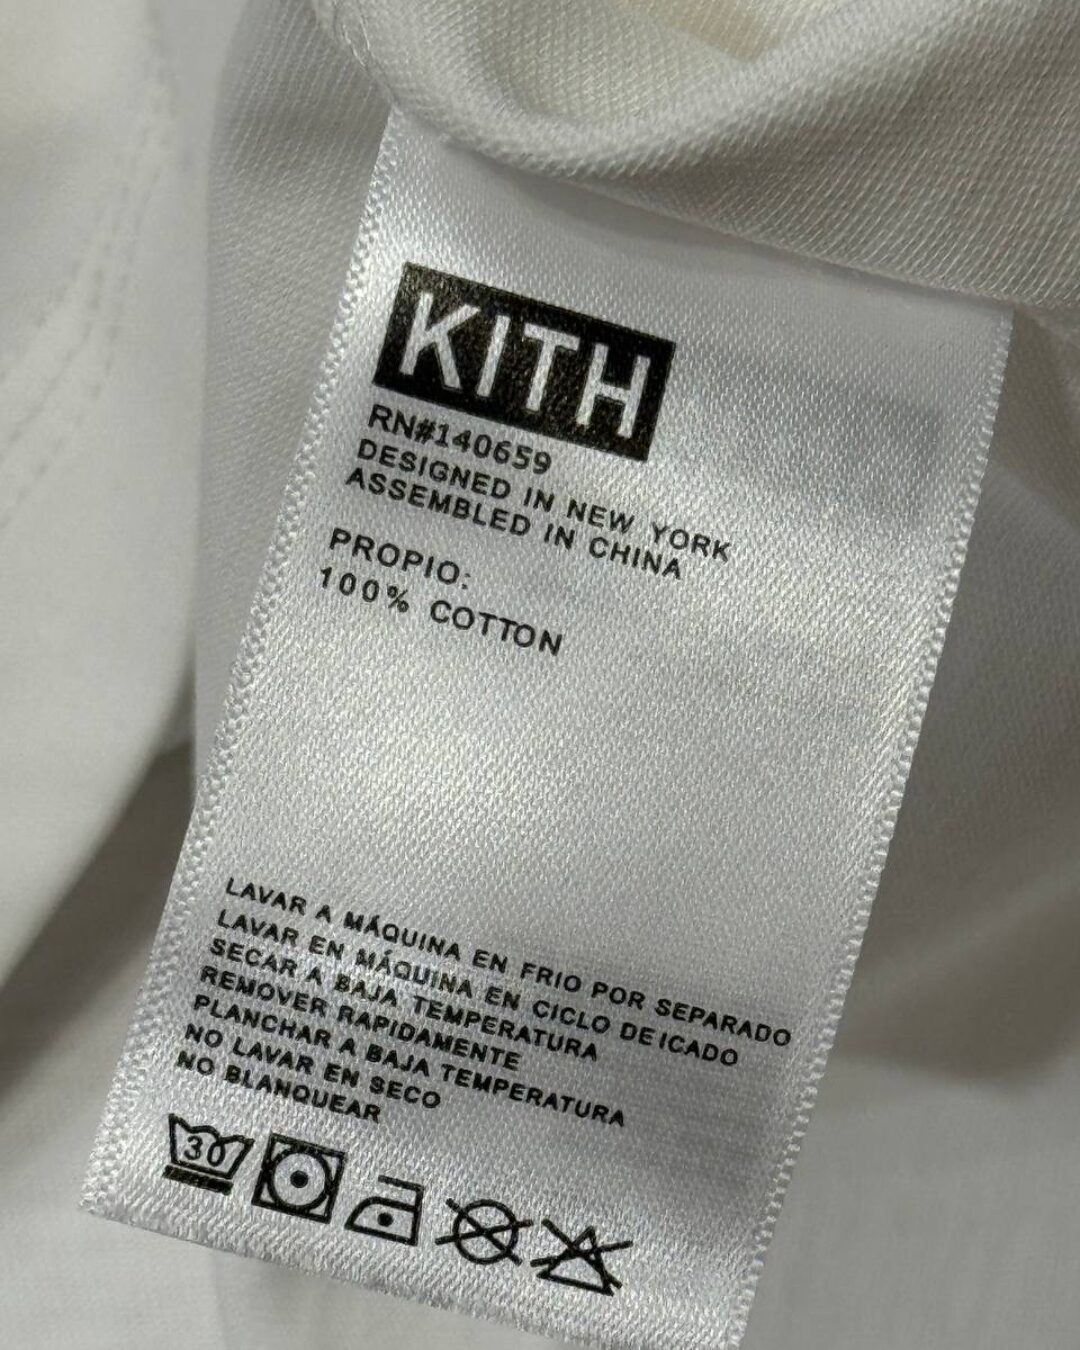 KITH
RN#140659
DESIGNED IN NEW YORK
ASSEMBLED IN CHINA
PROPIO:
100% COTTON
LAVAR A MÁQUINA EN FRIO POR SEPARADO
LAVAR EN MÁQUINA EN CICLO DEICADO
SECAR A BAJA TEMPERATURA
REMOVER RAPIDAMENTE
PLANCHAR A BAJA TEMPERATURA
NO LAVAR EN SECO
NO BLANQUEAR
30